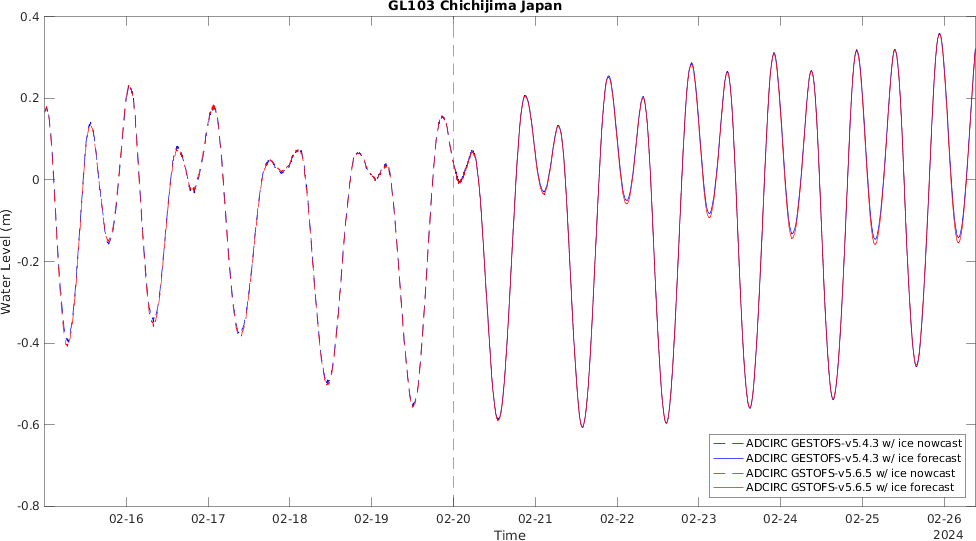 GL103 Chichijima Japan
0.4
0.2
0
-0.2
-0.4
-0.6
-0.8
Water Level (m)
ADCIRC GESTOFS-v5.4.3 w/ ice nowcast
ADCIRC GESTOFS-v5.4.3 w/ ice forecast
ADCIRC GSTOFS-v5.6.5 w/ ice nowcast
ADCIRC GSTOFS-v5.6.5 w/ ice forecast
02-16 02-17 02-18 02-19 02-20 02-21 02-22 02-23 02-24 02-25 02-26
Time
2024